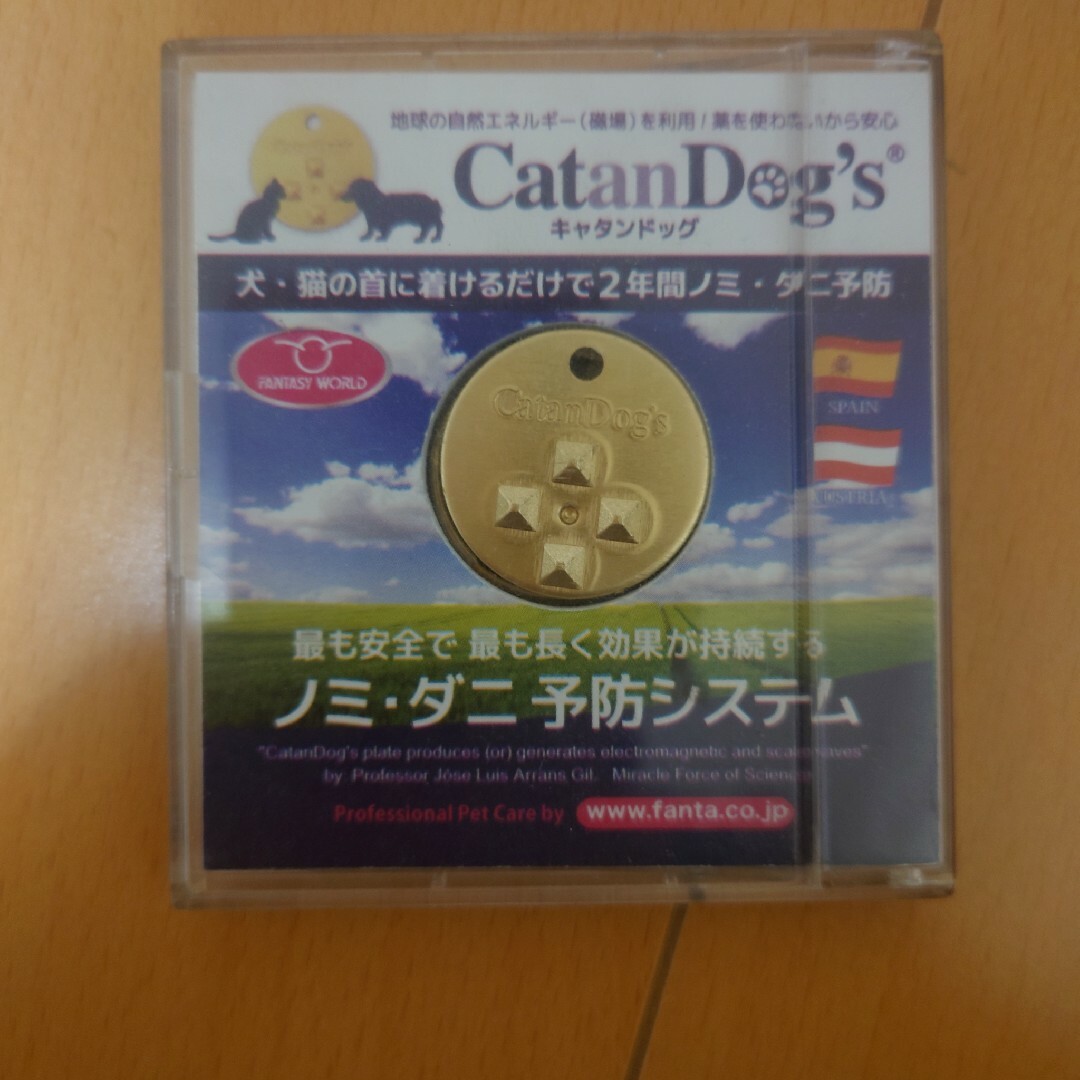 地球の自然エネルギー(磁場)を利用!薬を使わないから安心
CatanDog's®
キャタンドッグ
犬・猫の首に着けるだけで2年間ノミ・ダニ予防
FANTASY WORLD
SPAIN
AUSTRIA
CatanDog's
最も安全で 最も長く効果が持続する
ノミ・ダニ 予防システム
"CatanDog's plate produces (or) generates electromagnetic and scalar waves"
by Professor Jóse Luis Arrans Gil. Miracle Force of Science
Professional Pet Care by www.fanta.co.jp